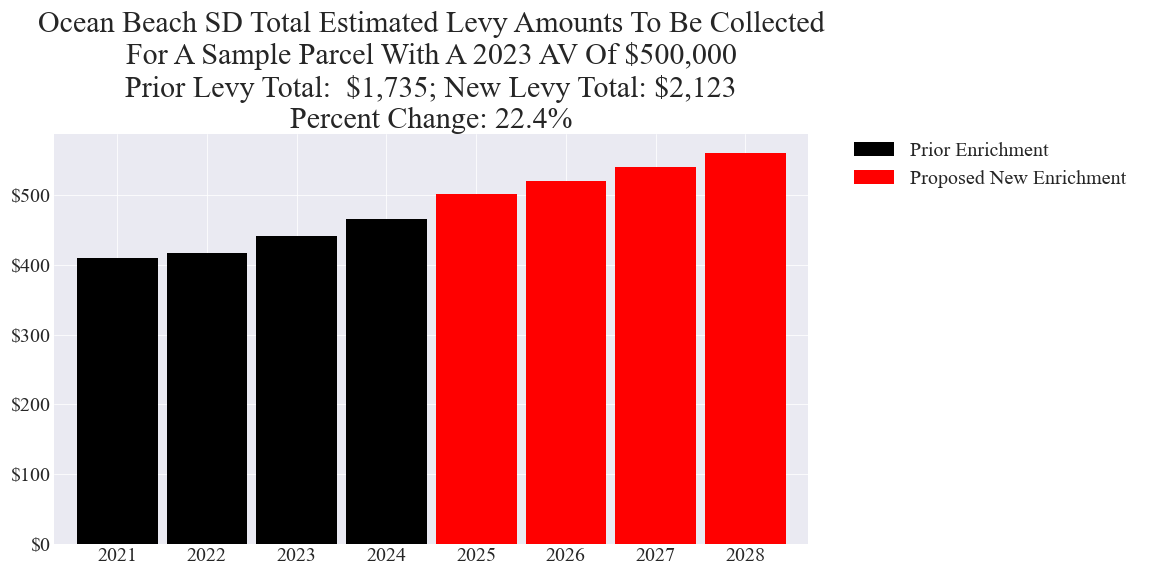 Ocean Beach SD Total Estimated Levy Amounts To Be Collected
For A Sample Parcel With A 2023 AV Of $500,000
Prior Levy Total:  $1,735; New Levy Total: $2,123
Percent Change: 22.4%
Prior Enrichment
Proposed New Enrichment
$500
$400
$300
$200
$100
$0
2021 2022 2023 2024 2025 2026 2027 2028